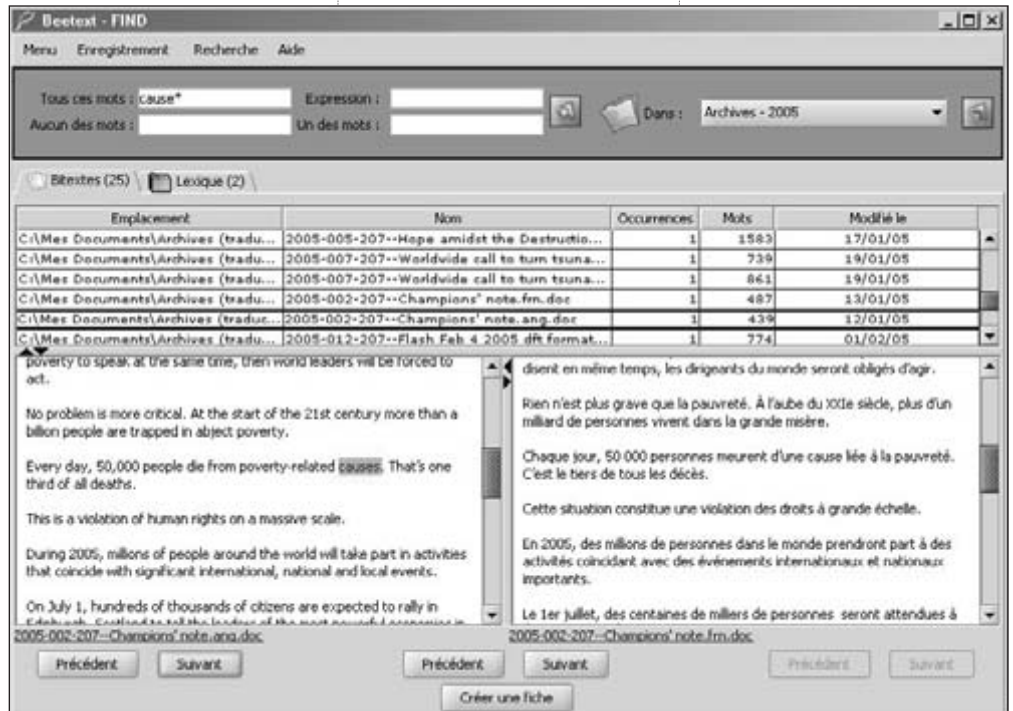 Beetext - FIND
Menu Enregistrement Recherche Aide
Tous ces mots : cause* Expression :
Dans : Archives - 2005
Aucun des mots : Un des mots :
Bitextes (25) Lexique (2)
Emplacement Nom Occurrences Mots Modifié le
C:\Mes Documents\Archives (tradu... 2005-005-207--Hope amidst the Destructio... 1 1583 17/01/05
C:\Mes Documents\Archives (tradu... 2005-007-207--Worldwide call to turn tsuna... 1 739 19/01/05
C:\Mes Documents\Archives (tradu... 2005-007-207--Worldwide call to turn tsuna... 1 861 19/01/05
C:\Mes Documents\Archives (tradu... 2005-002-207--Champions' note.frn.doc 1 487 13/01/05
C:\Mes Documents\Archives (traduc... 2005-002-207--Champions' note.ang.doc 1 439 12/01/05
C:\Mes Documents\Archives (tradu... 2005-012-207--Flash Feb 4 2005 dft format... 1 774 01/02/05
poverty to speak at the same time, then world leaders will be forced to
act.
No problem is more critical. At the start of the 21st century more than a
billion people are trapped in abject poverty.
Every day, 50,000 people die from poverty-related causes. That's one
third of all deaths.
This is a violation of human rights on a massive scale.
During 2005, millions of people around the world will take part in activities
that coincide with significant international, national and local events.
On July 1, hundreds of thousands of citizens are expected to rally in
Edinburgh, Scotland to tell the leaders of the most powerful economies in
2005-002-207--Champions' note.ang.doc
disent en même temps, les dirigeants du monde seront obligés d'agir.
Rien n'est plus grave que la pauvreté. À l'aube du XXIe siècle, plus d'un
milliard de personnes vivent dans la grande misère.
Chaque jour, 50 000 personnes meurent d'une cause liée à la pauvreté.
C'est le tiers de tous les décès.
Cette situation constitue une violation des droits à grande échelle.
En 2005, des millions de personnes dans le monde prendront part à des
activités coïncidant avec des événements internationaux et nationaux
importants.
Le 1er juillet, des centaines de milliers de personnes seront attendues à
2005-002-207--Champions' note.frn.doc
Précédent Suivant Précédent Suivant Précédent Suivant
Créer une fiche